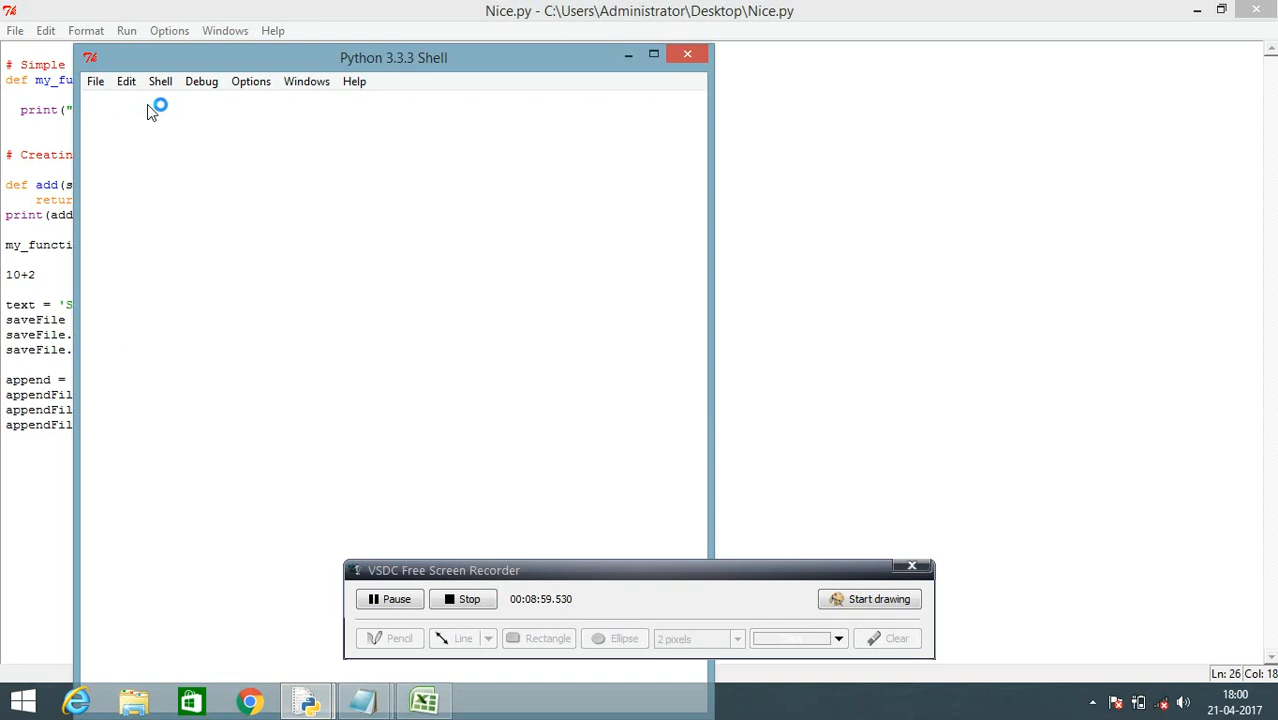 Nice.py - C:\Users\Administrator\Desktop\Nice.py
File Edit Format Run Options Windows Help
Python 3.3.3 Shell
File Edit Shell Debug Options Windows Help
# Simple
def my_fu
print("
# Creatin
def add(s
retur
print(add
my_functi
10+2
text = 'S
saveFile
saveFile.
saveFile.
append =
appendFil
appendFil
appendFil
VSDC Free Screen Recorder
Pause Stop 00:08:59.530 Start drawing
Pencil Line Rectangle Ellipse 2 pixels Clear
Ln: 26 Col: 18
18:00
21-04-2017